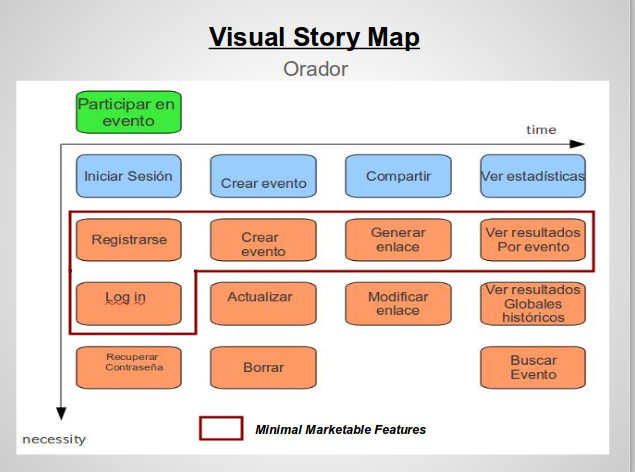 Visual Story Map
Orador
Participar en
evento
time
Iniciar Sesión
Crear evento
Compartir
Ver estadísticas
Registrarse
Crear
evento
Generar
enlace
Ver resultados
Por evento
Log in
Actualizar
Modificar
enlace
Ver resultados
Globales
históricos
Recuperar
Contraseña
Borrar
Buscar
Evento
Minimal Marketable Features
necessity